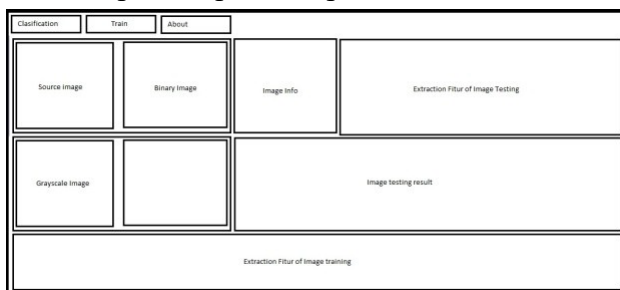 Clasification
Train
About
Source image
Binary Image
Image Info
Extraction Fitur of Image Testing
Grayscale Image
Image testing result
Extraction Fitur of Image training